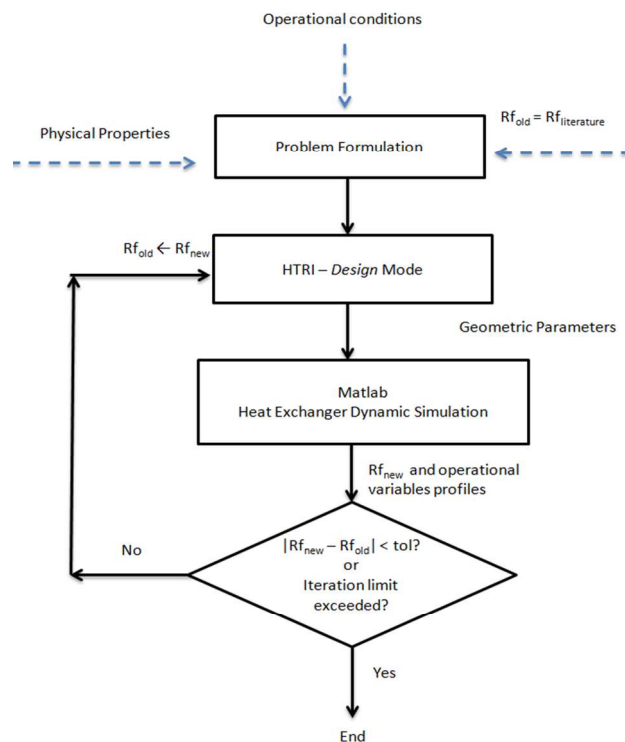 Operational conditions
Physical Properties
Rf_old = Rf_literature
Problem Formulation
Rf_old ← Rf_new
HTRI – Design Mode
Geometric Parameters
Matlab
Heat Exchanger Dynamic Simulation
Rf_new and operational
variables profiles
No
|Rf_new – Rf_old| < tol?
or
Iteration limit
exceeded?
Yes
End